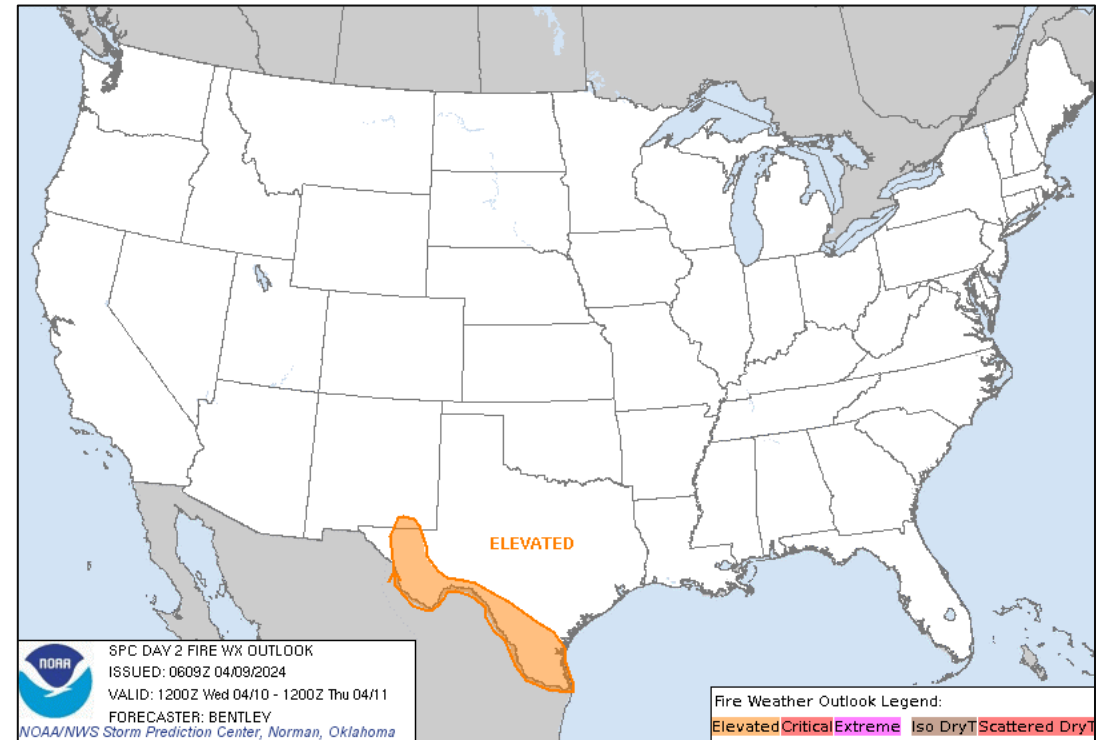 ELEVATED
NOAA
SPC DAY 2 FIRE WX OUTLOOK
ISSUED: 0609Z 04/09/2024
VALID: 1200Z Wed 04/10 - 1200Z Thu 04/11
FORECASTER: BENTLEY
NOAA/NWS Storm Prediction Center, Norman, Oklahoma
Fire Weather Outlook Legend:
Elevated Critical Extreme Iso DryT Scattered DryT